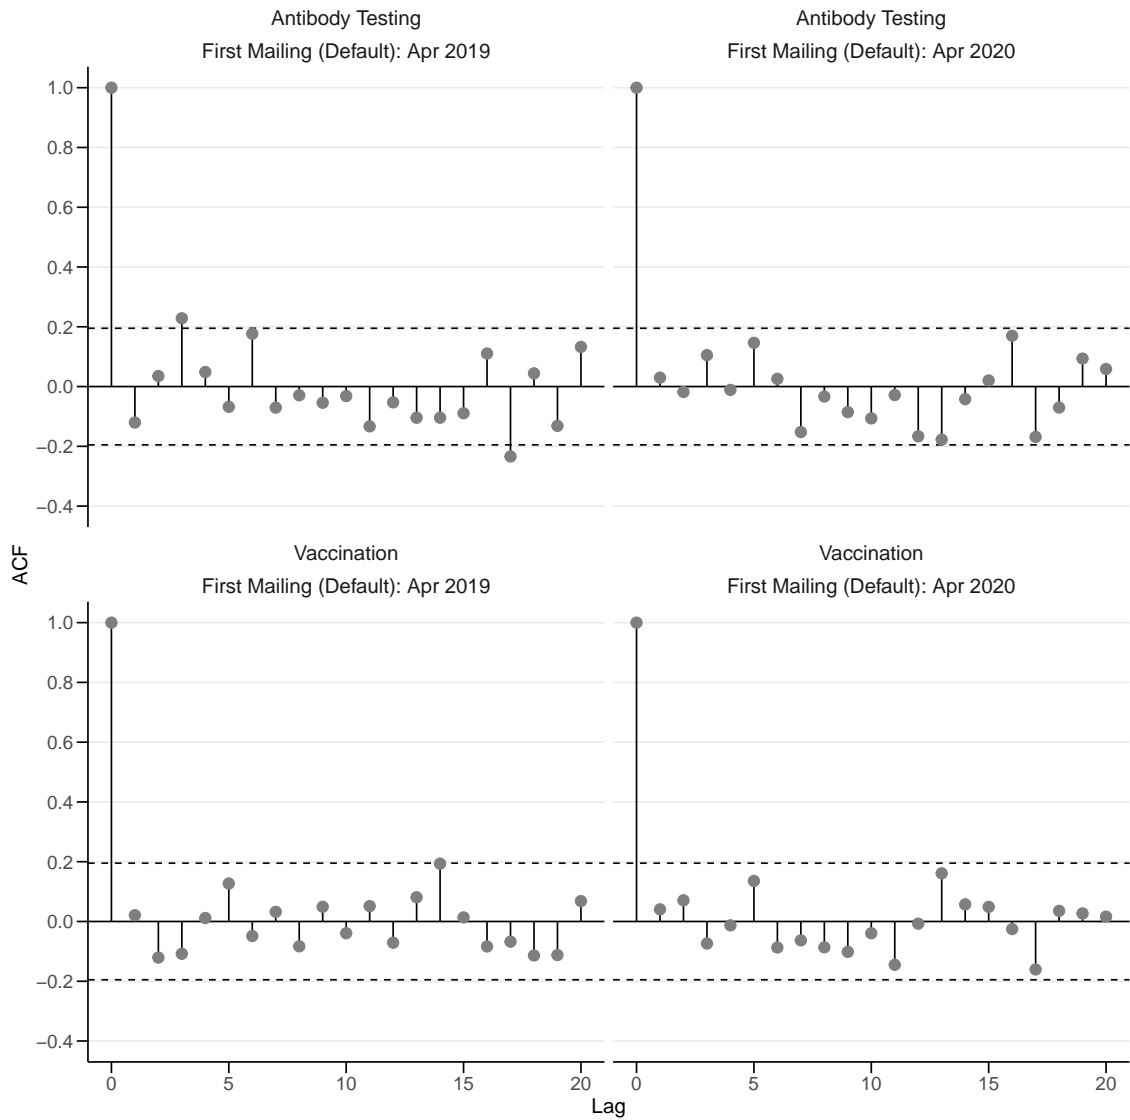 Antibody Testing
First Mailing (Default): Apr 2019
Antibody Testing
First Mailing (Default): Apr 2020
1.0
0.8
0.6
0.4
0.2
0.0
−0.2
−0.4
ACF
Vaccination
First Mailing (Default): Apr 2019
Vaccination
First Mailing (Default): Apr 2020
1.0
0.8
0.6
0.4
0.2
0.0
−0.2
−0.4
0 5 10 15 20 0 5 10 15 20
Lag